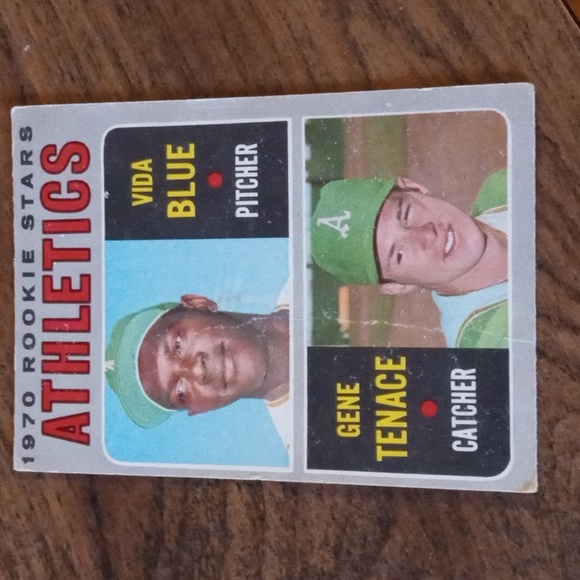 1970 ROOKIE STARS
ATHLETICS
VIDA
BLUE
PITCHER
A
GENE
TENACE
CATCHER